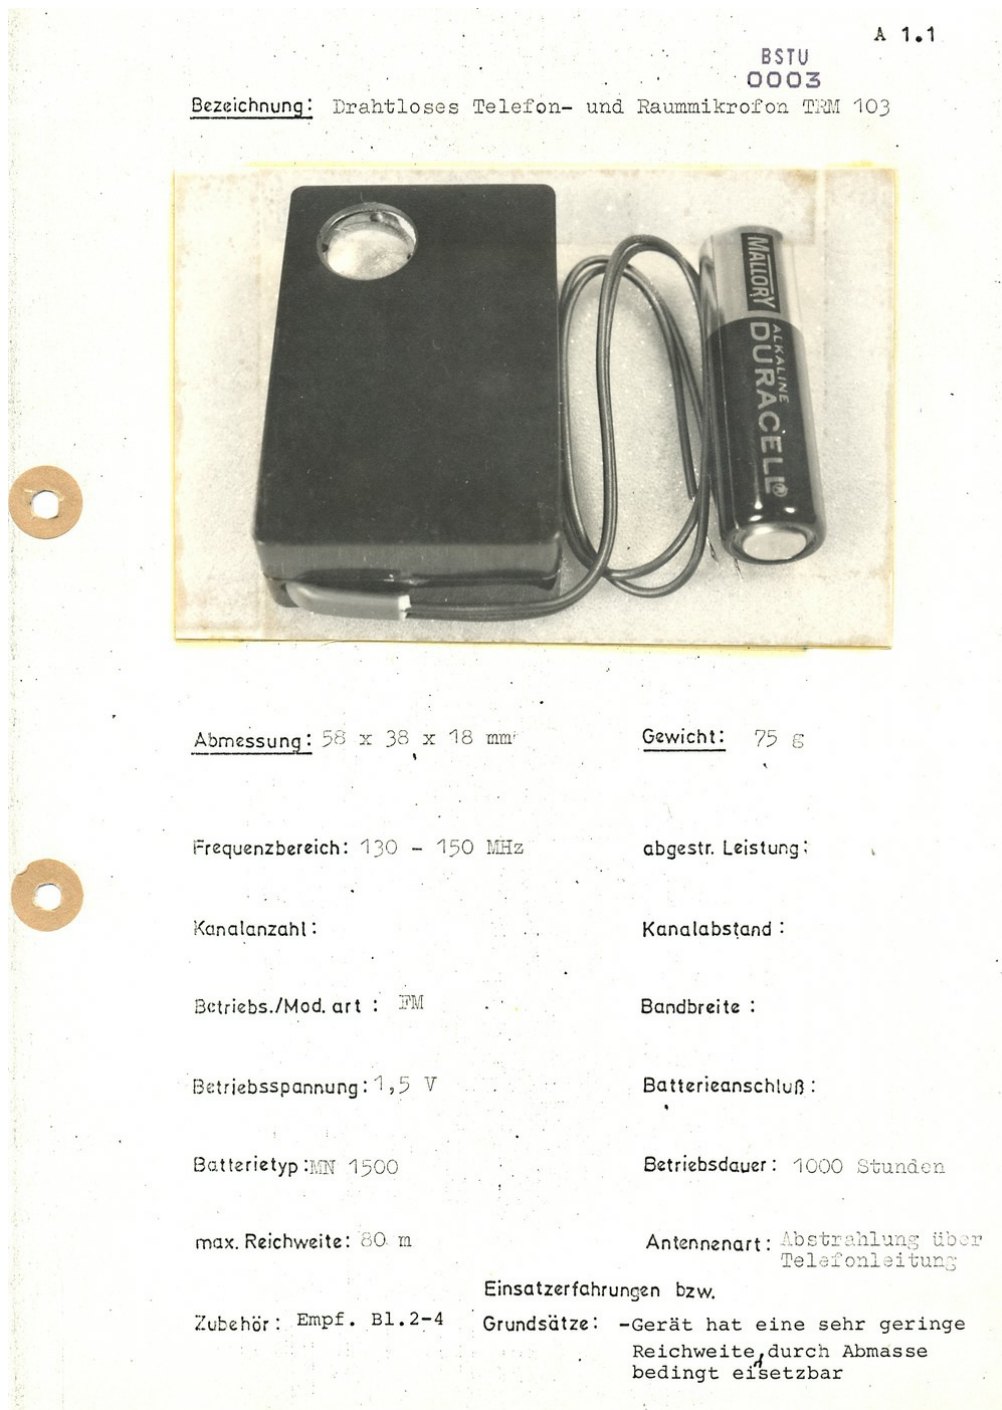 A 1.1
BSTU
0003
Bezeichnung: Drahtloses Telefon- und Raummikrofon TRM 103
MALLORY
ALKALINE
DURACELL®
Abmessung: 58 x 38 x 18 mm Gewicht: 75 g
Frequenzbereich: 130 - 150 MHz abgestr. Leistung:
Kanalanzahl: Kanalabstand:
Betriebs./Mod. art : FM Bandbreite :
Betriebsspannung: 1,5 V Batterieanschluß:
Batterietyp: MN 1500 Betriebsdauer: 1000 Stunden
max. Reichweite: 80 m Antennenart: Abstrahlung über
Telefonleitung
Einsatzerfahrungen bzw.
Zubehör: Empf. Bl.2-4 Grundsätze: -Gerät hat eine sehr geringe
Reichweite, durch Abmasse
bedingt einsetzbar